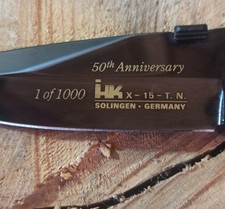 50th Anniversary
1 of 1000
HK X-15-T.N.
SOLINGEN · GERMANY